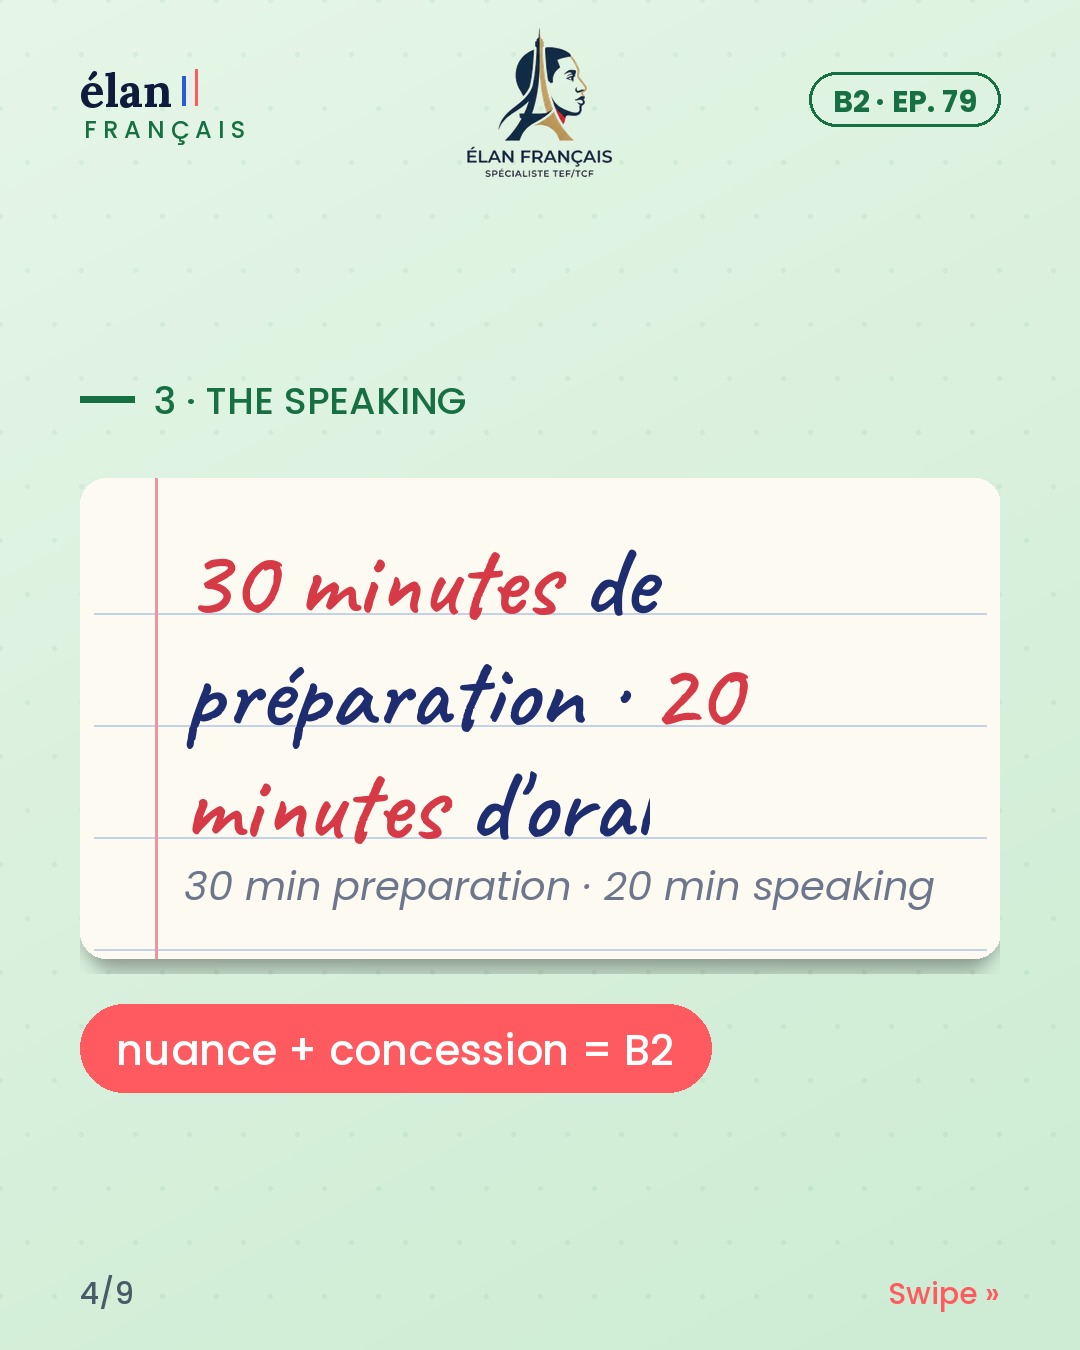 élan
FRANÇAIS
ÉLAN FRANÇAIS
SPÉCIALISTE TEF/TCF
B2 · EP. 79
3 · THE SPEAKING
30 minutes de
préparation · 20
minutes d'oral
30 min preparation · 20 min speaking
nuance + concession = B2
4/9
Swipe »